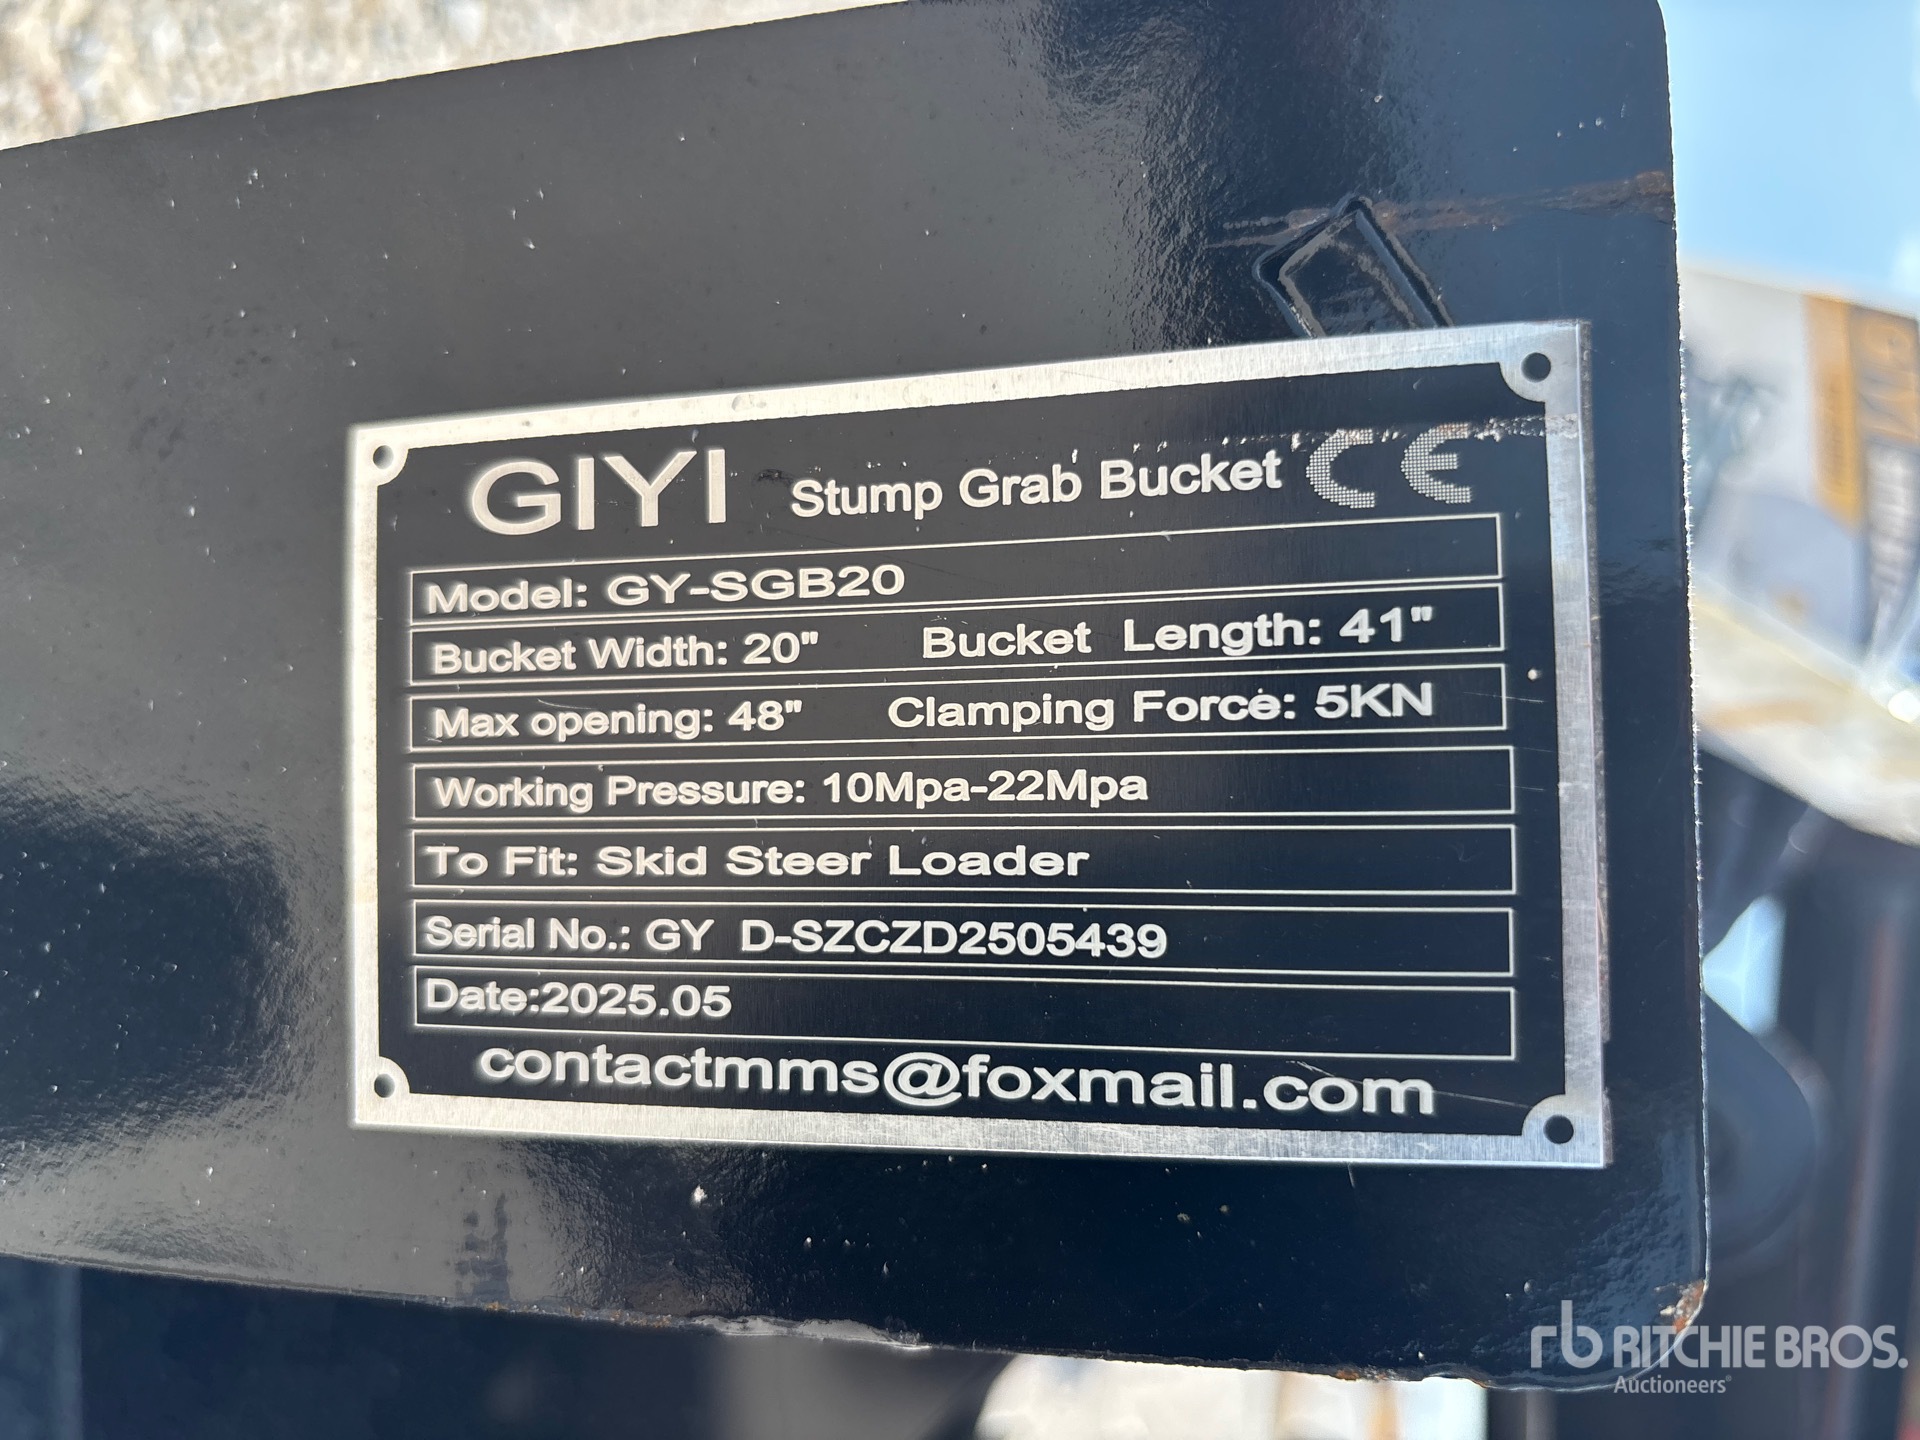 GIYI Stump Grab Bucket CE
Model: GY-SGB20
Bucket Width: 20" Bucket Length: 41"
Max opening: 48" Clamping Force: 5KN
Working Pressure: 10Mpa-22Mpa
To Fit: Skid Steer Loader
Serial No.: GY D-SZCZD2505439
Date:2025.05
contactmms@foxmail.com
rb RITCHIE BROS.
Auctioneers